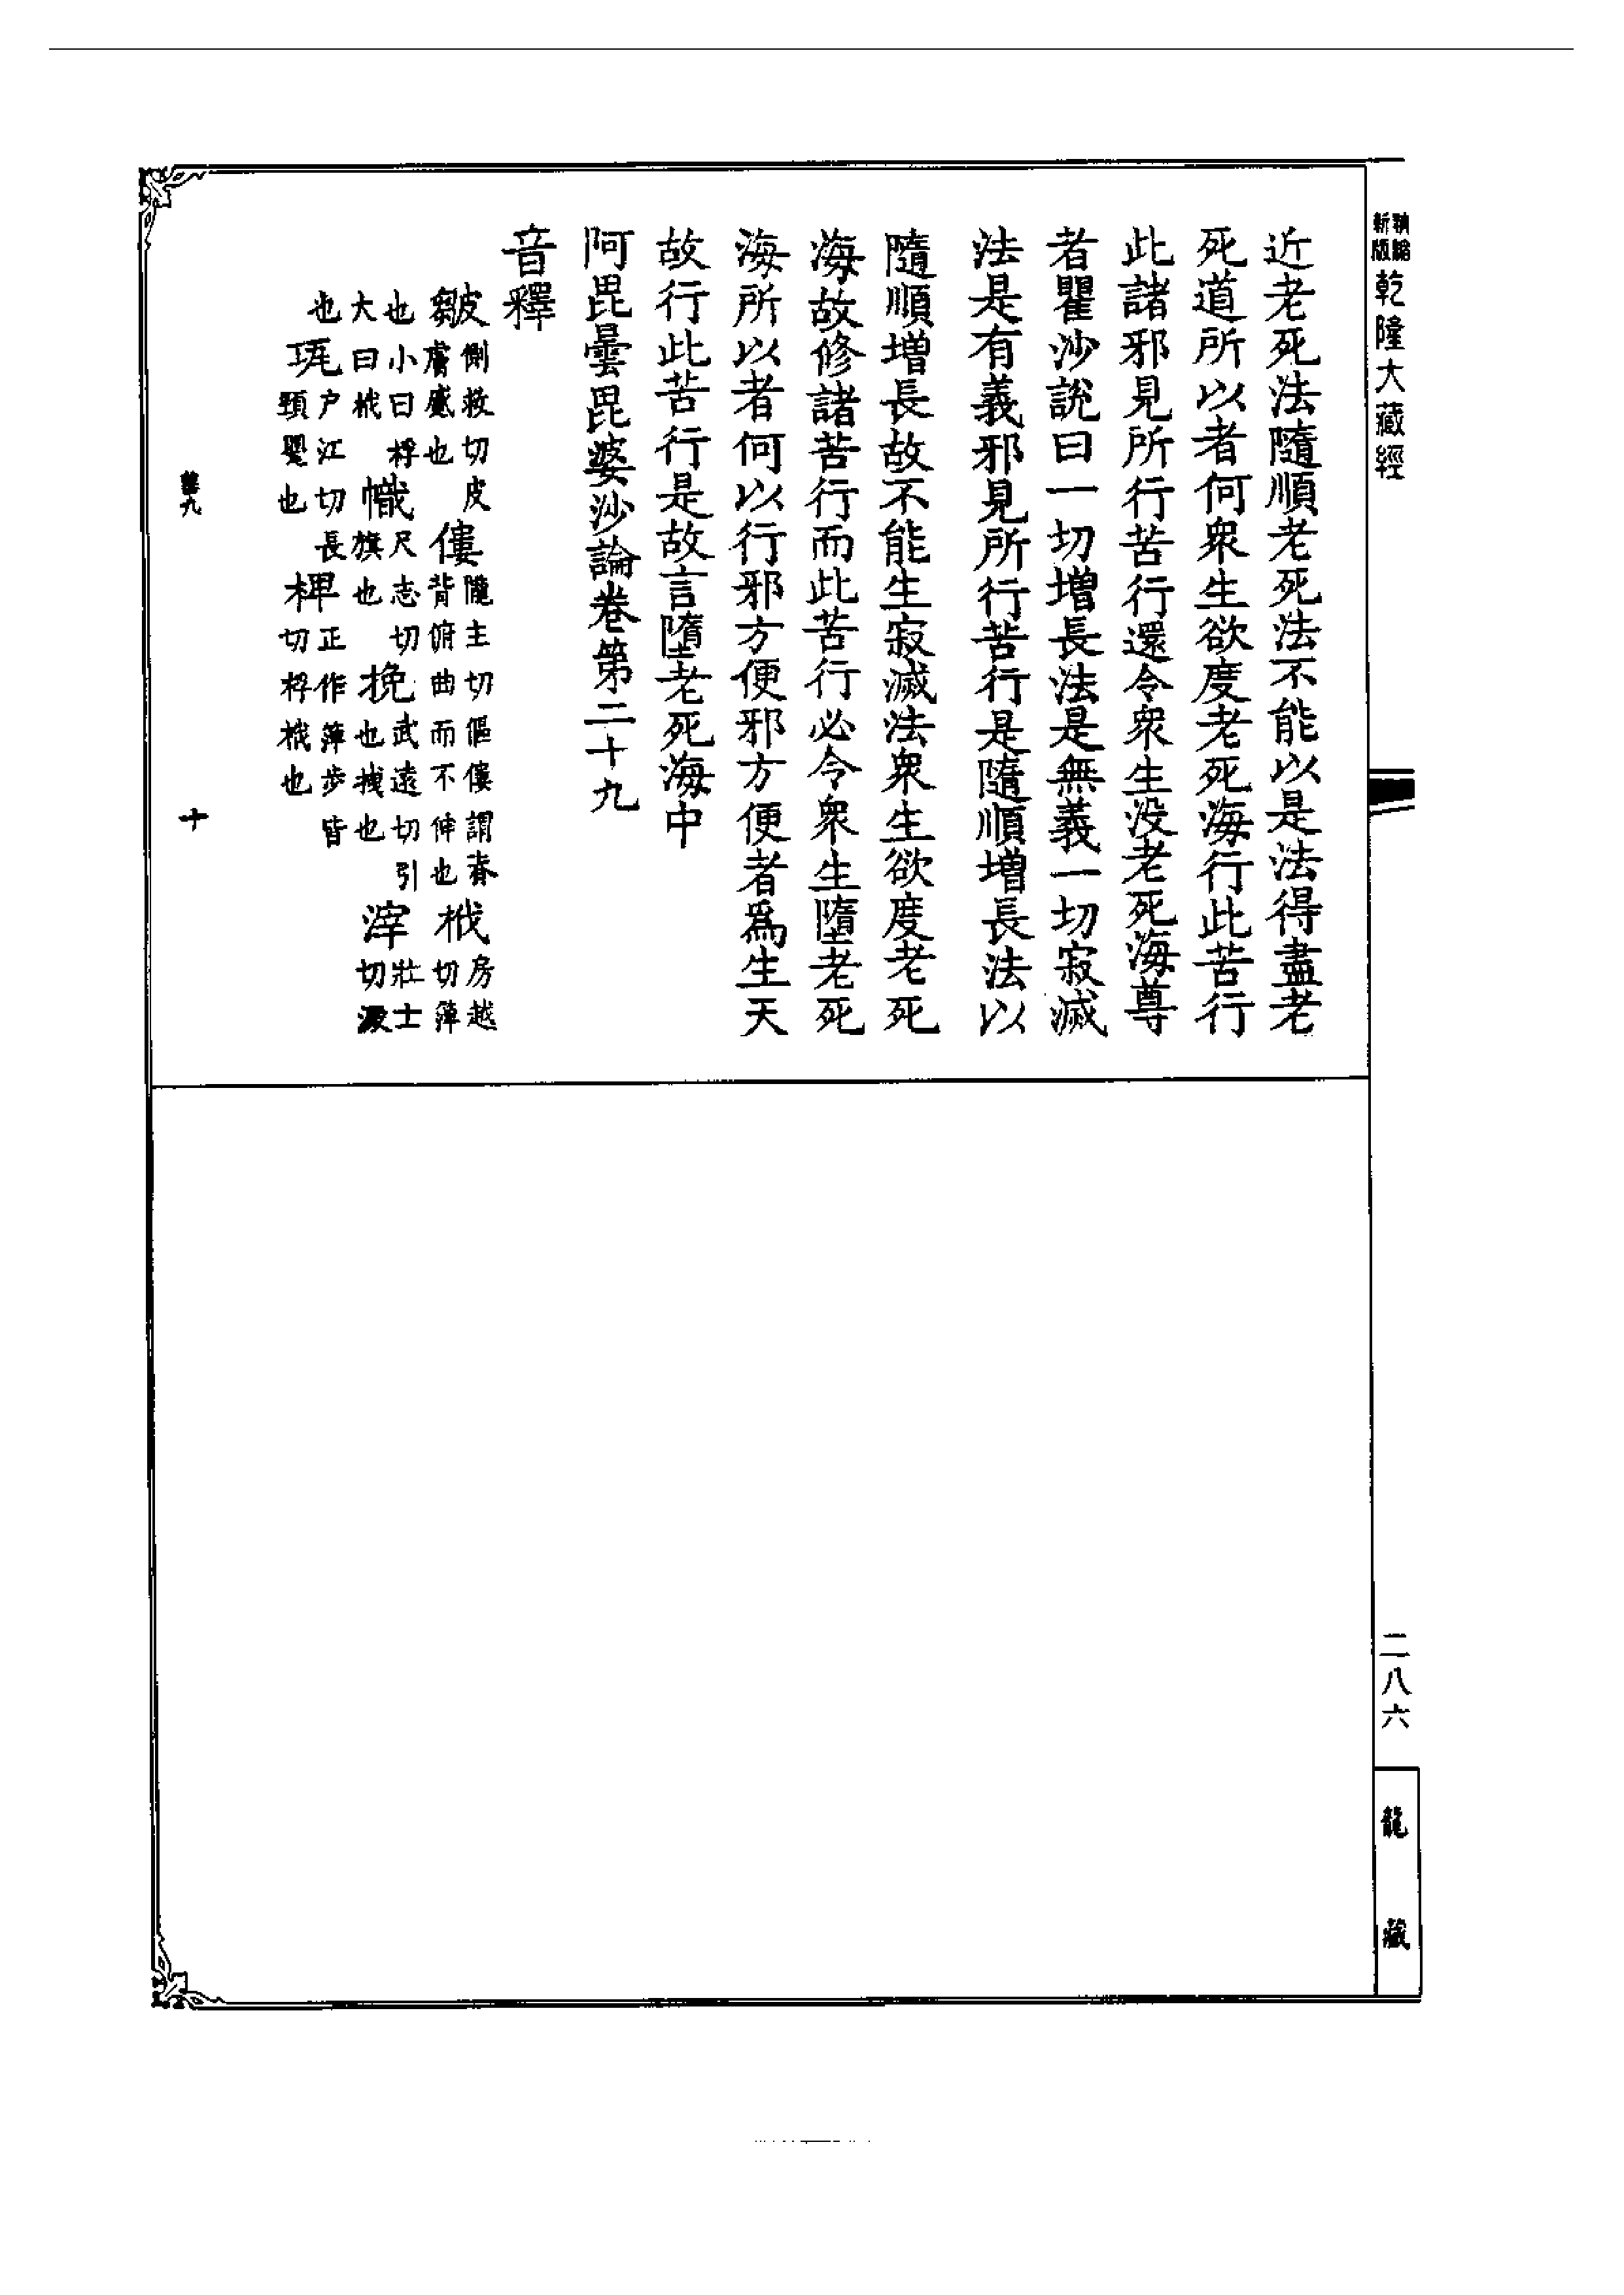 新版
精縮
乾隆大藏經
近老死法隨順老死法不能以是法得盡老
死道所以者何衆生欲度老死海行此苦行
此諸邪見所行苦行還令衆生没老死海尊
者瞿沙說曰一切增長法是無義一切寂滅
法是有義邪見所行苦行是隨順增長法以
隨順增長故不能生寂滅法衆生欲度老死
海故修諸苦行而此苦行必令衆生墮老死
海所以者何以行邪方便邪方便者爲生天
故行此苦行是故言墮老死海中
阿毘曇毘婆沙論卷第二十九
音釋
皺側救切皮膚蹙也
僂隴主切傴僂謂脊背俯曲而不伸也
栰房越切簰也小曰桴大曰栰
幟尺志切旗也
挽武遠切引也拽也
滓壯士切澱也
㼚户江切長頸甖也
椑正作簰步皆切桴栰也
九
十
二八六
龍藏